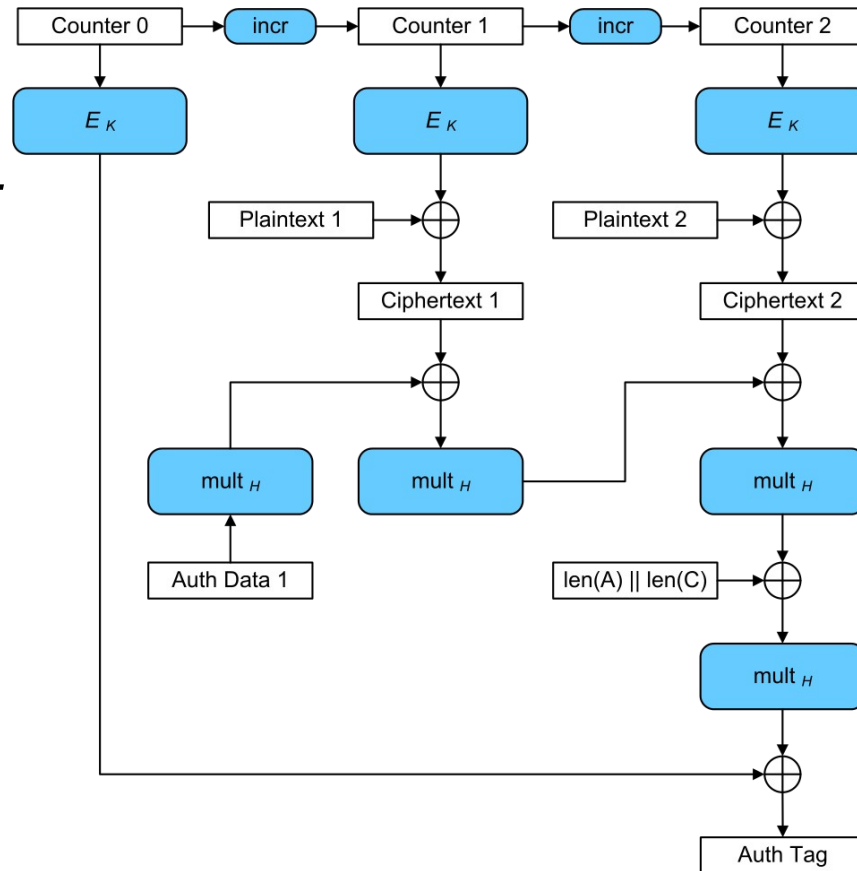 Counter 0
incr
Counter 1
incr
Counter 2
E K
E K
E K
Plaintext 1
Plaintext 2
Ciphertext 1
Ciphertext 2
mult H
mult H
mult H
Auth Data 1
len(A) || len(C)
mult H
Auth Tag